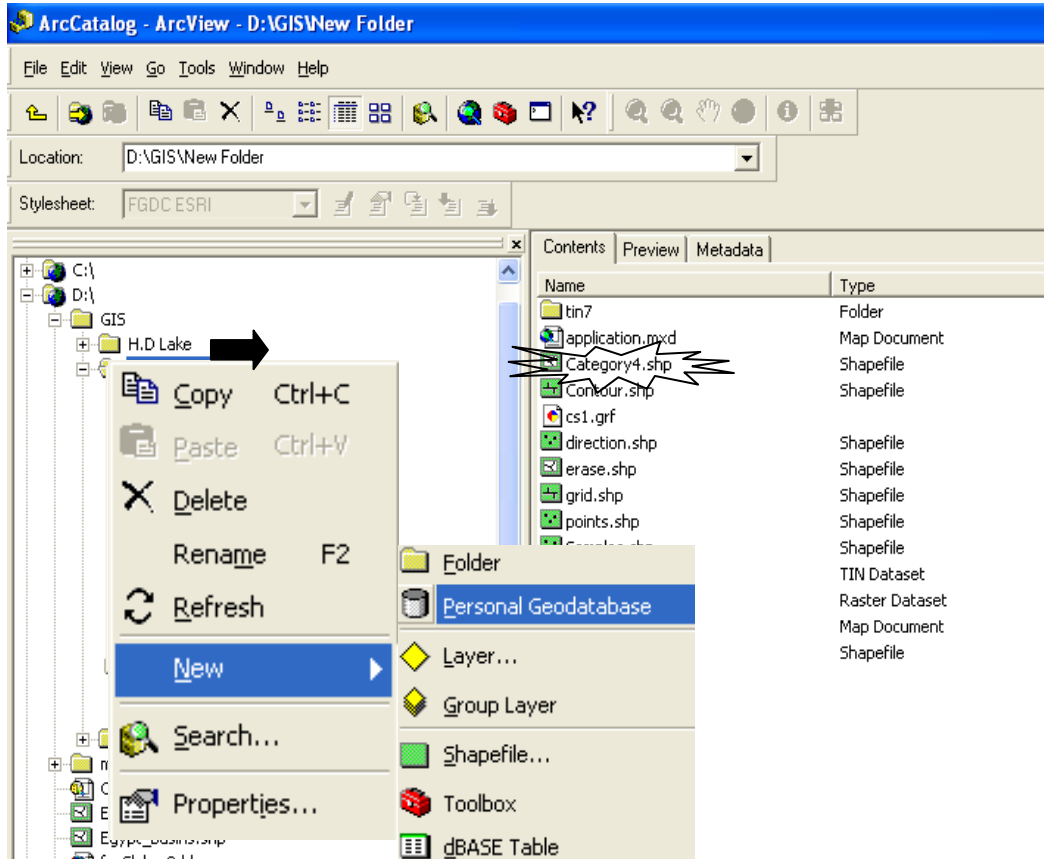 ArcCatalog - ArcView - D:\GIS\New Folder
File Edit View Go Tools Window Help
Location: D:\GIS\New Folder
Stylesheet: FGDC ESRI
C:\
D:\
GIS
H.D Lake
Copy Ctrl+C
Paste Ctrl+V
Delete
Rename F2
Refresh
New
Search...
Properties...
Folder
Personal Geodatabase
Layer...
Group Layer
Shapefile...
Toolbox
dBASE Table
Contents Preview Metadata
Name Type
tin7 Folder
application.mxd Map Document
Category4.shp Shapefile
Contour.shp Shapefile
cs1.grf
direction.shp Shapefile
erase.shp Shapefile
grid.shp Shapefile
points.shp Shapefile
Shapefile
TIN Dataset
Raster Dataset
Map Document
Shapefile